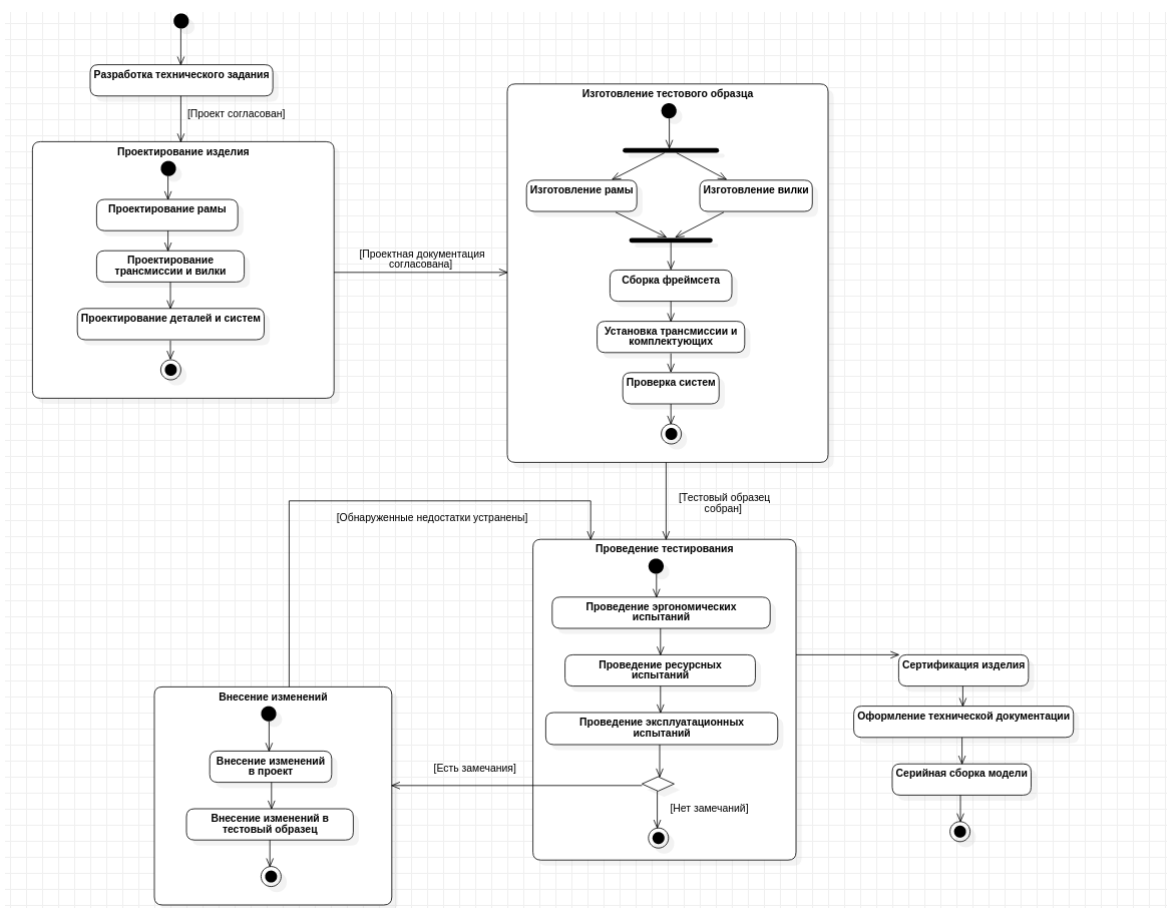 Разработка технического задания
[Проект согласован]
Проектирование изделия
Проектирование рамы
Проектирование
трансмиссии и вилки
Проектирование деталей и систем
[Проектная документация
согласована]
Изготовление тестового образца
Изготовление рамы
Изготовление вилки
Сборка фреймсета
Установка трансмиссии и
комплектующих
Проверка систем
[Тестовый образец
собран]
[Обнаруженные недостатки устранены]
Проведение тестирования
Проведение эргономических
испытаний
Проведение ресурсных
испытаний
Проведение эксплуатационных
испытаний
[Есть замечания]
[Нет замечаний]
Внесение изменений
Внесение изменений
в проект
Внесение изменений в
тестовый образец
Сертификация изделия
Оформление технической документации
Серийная сборка модели